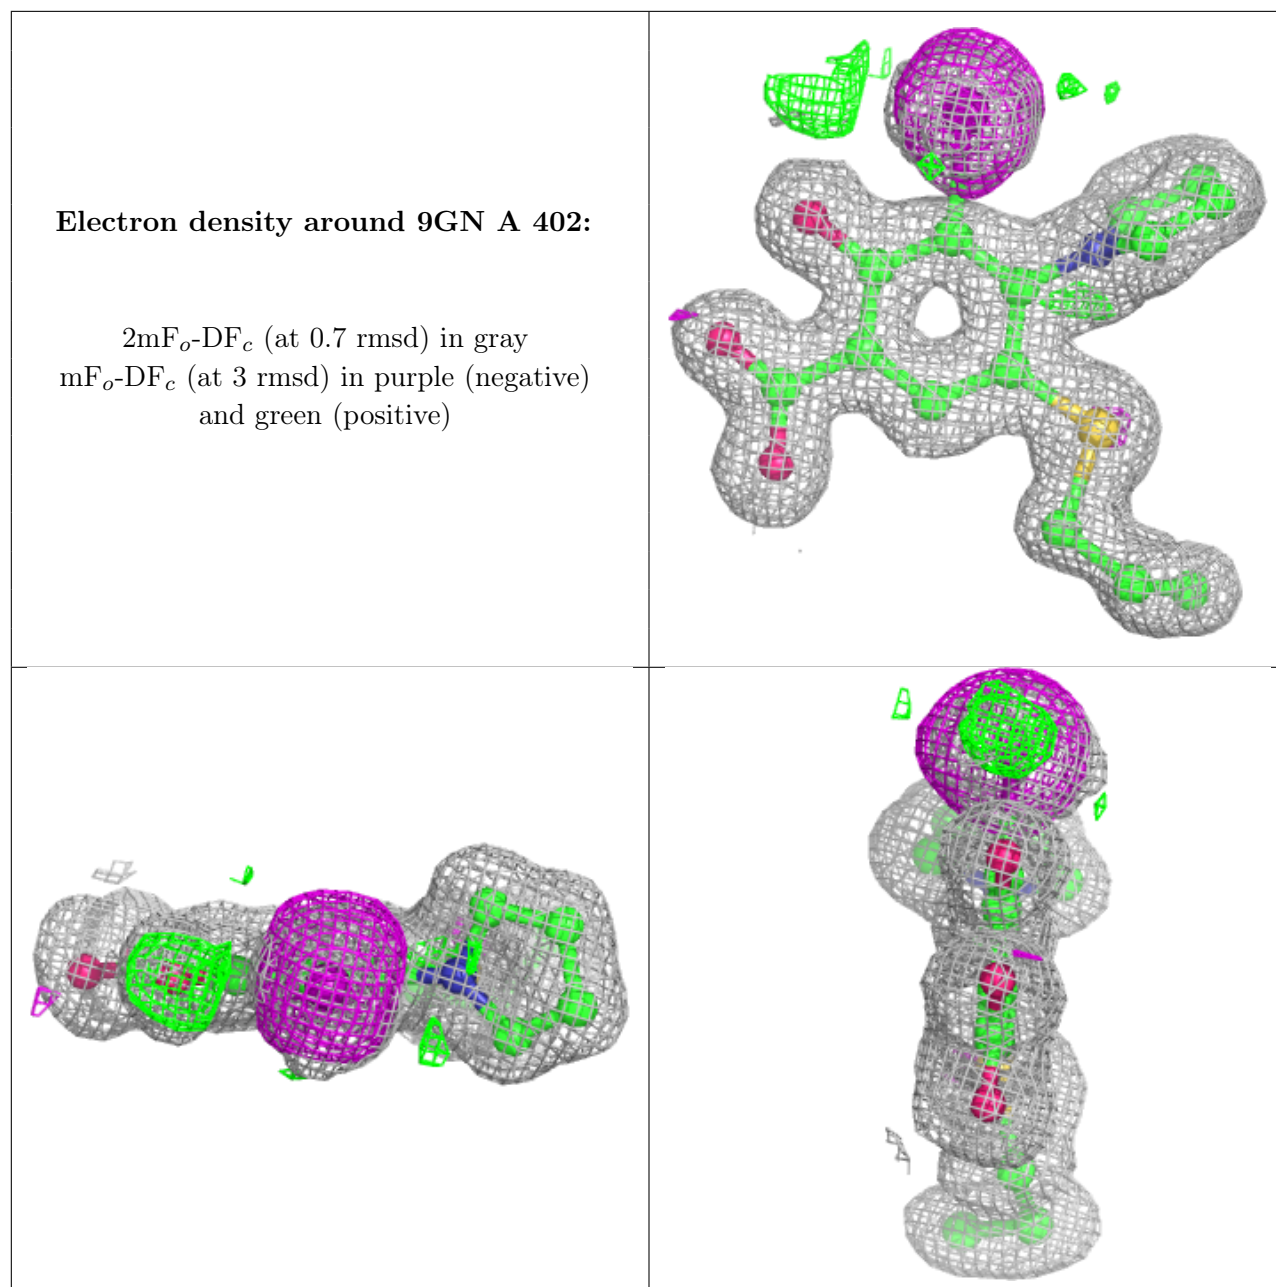 Electron density around 9GN A 402:
2mFₒ-DF𝒸 (at 0.7 rmsd) in gray
mFₒ-DF𝒸 (at 3 rmsd) in purple (negative)
and green (positive)